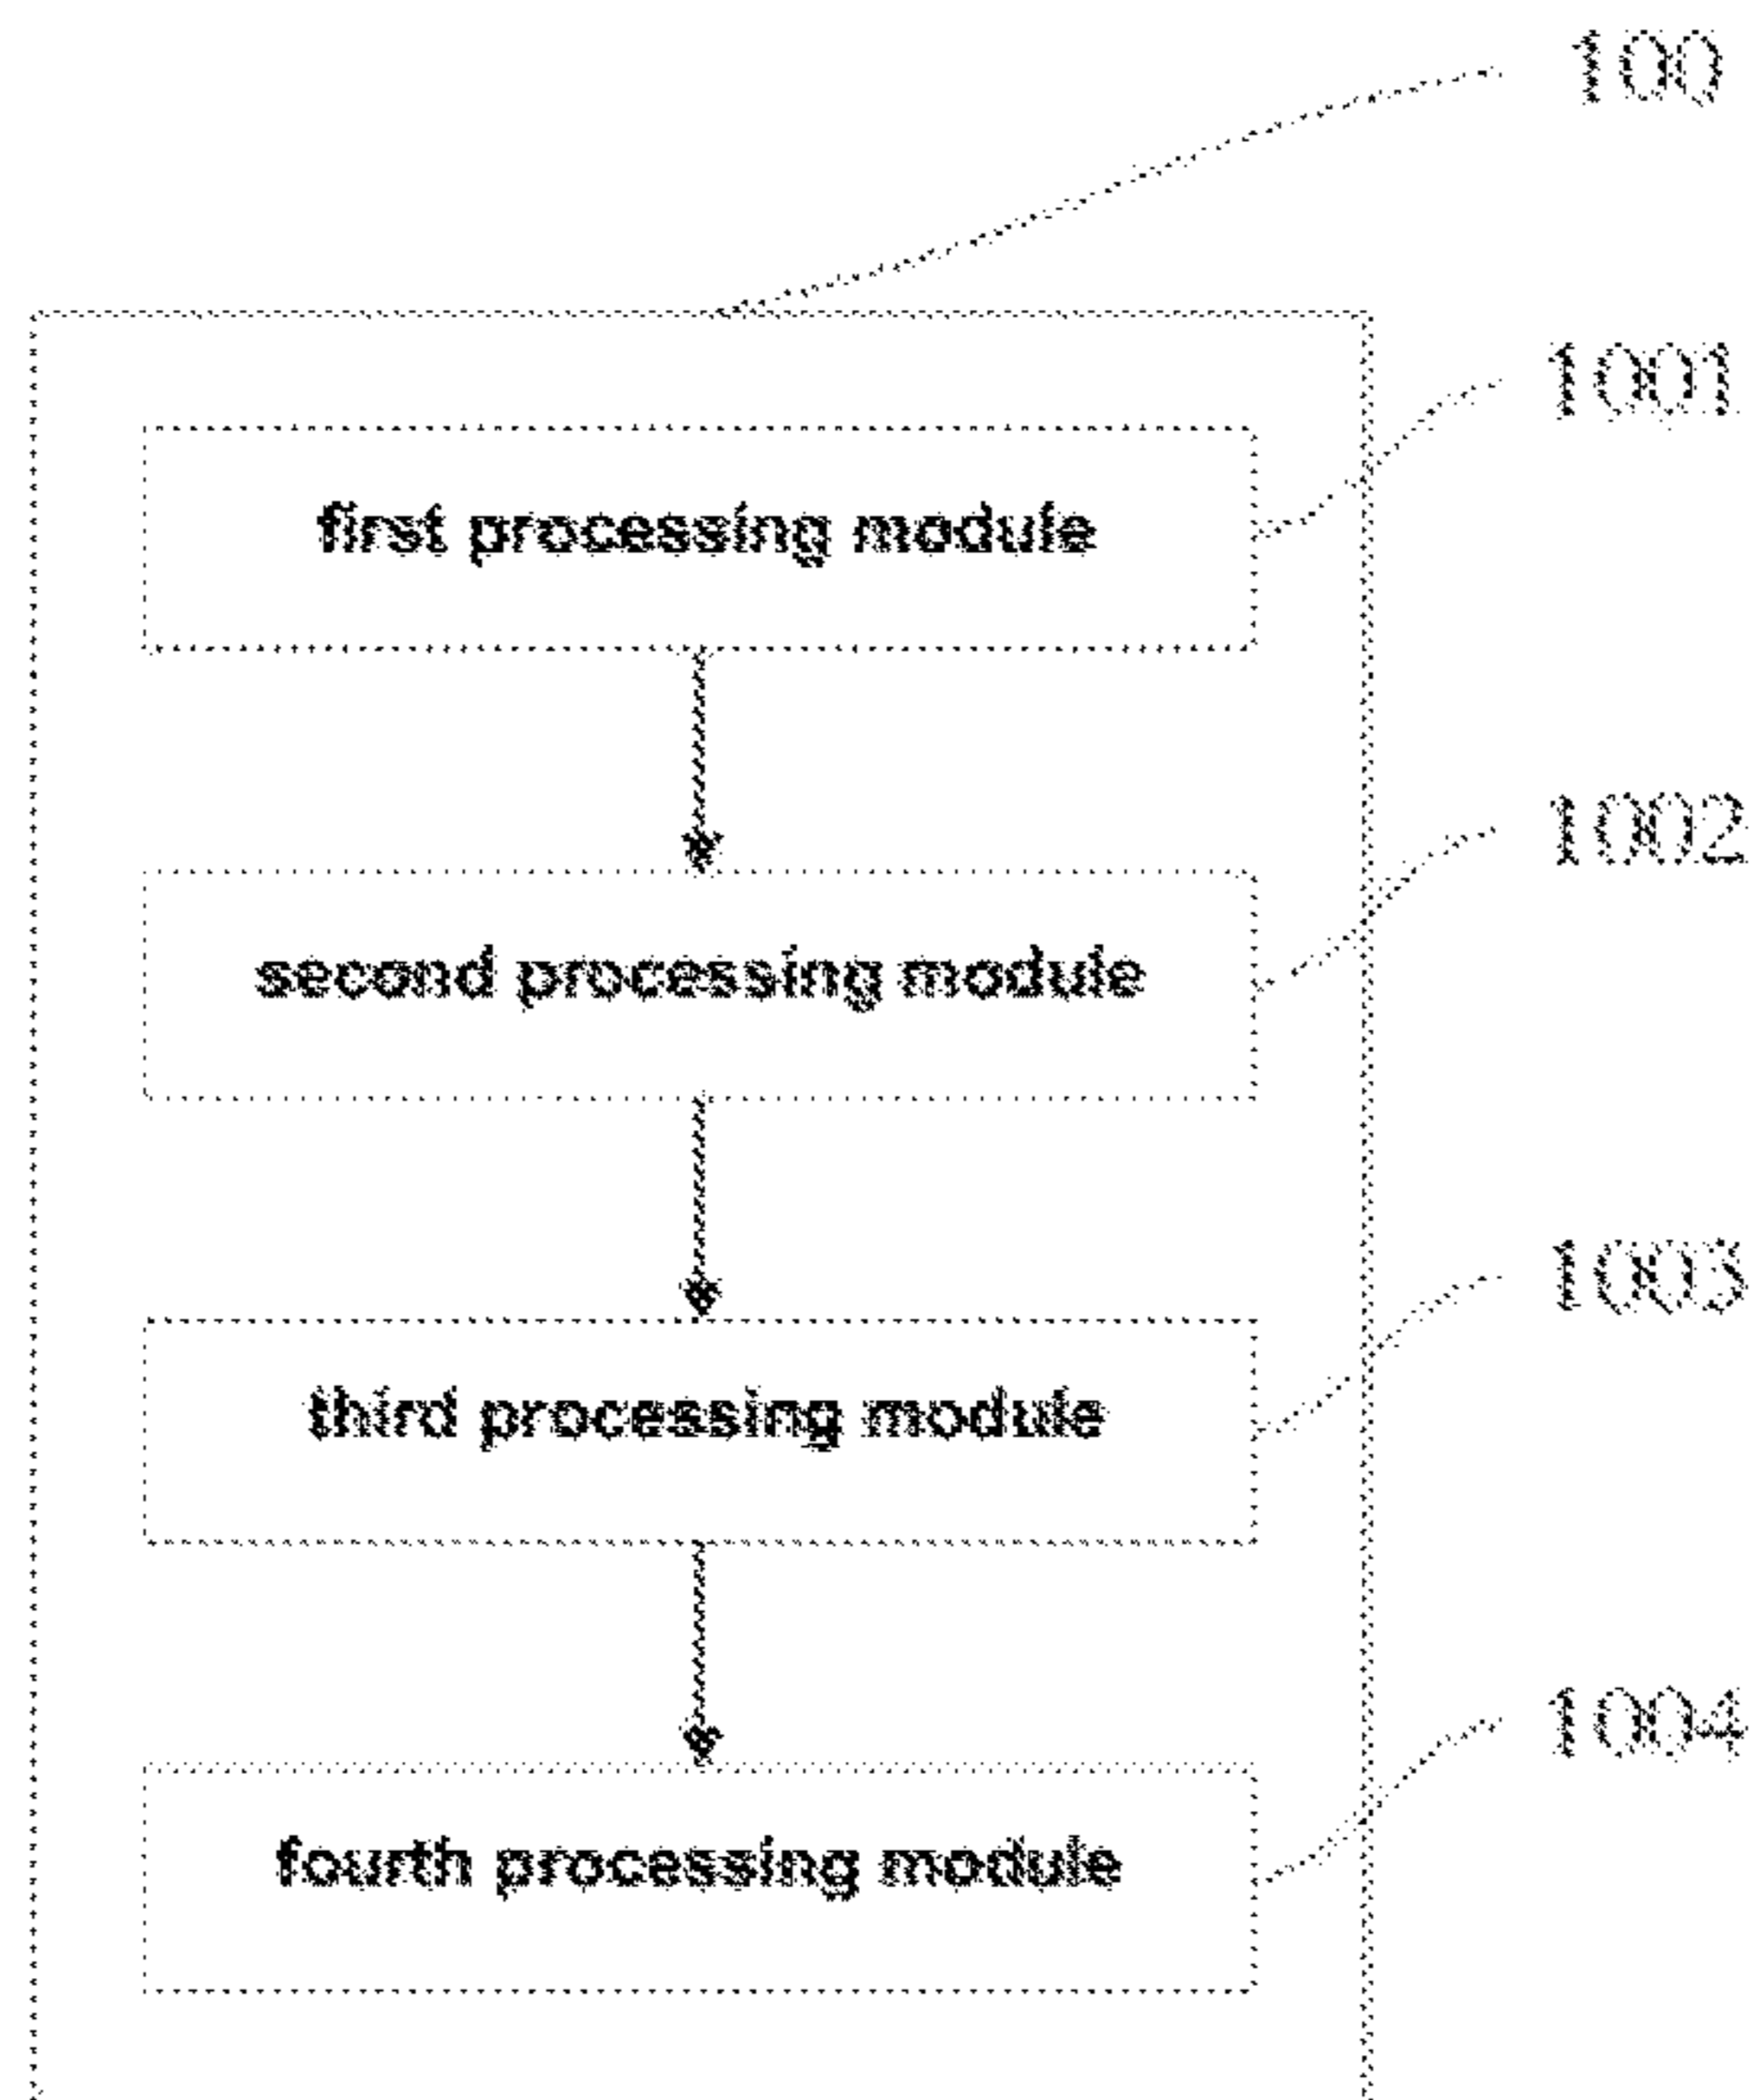 100
1001
first processing module
1002
second processing module
1003
third processing module
1004
fourth processing module